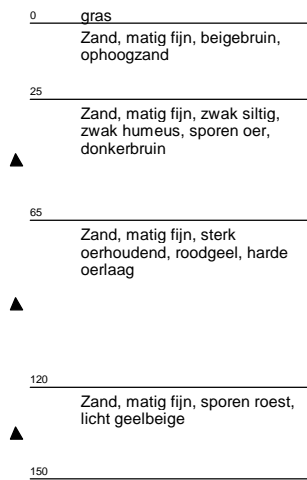 0 gras
Zand, matig fijn, beigebruin,
ophoogzand
25
Zand, matig fijn, zwak siltig,
zwak humeus, sporen oer,
donkerbruin
65
Zand, matig fijn, sterk
oerhoudend, roodgeel, harde
oerlaag
120
Zand, matig fijn, sporen roest,
licht geelbeige
150